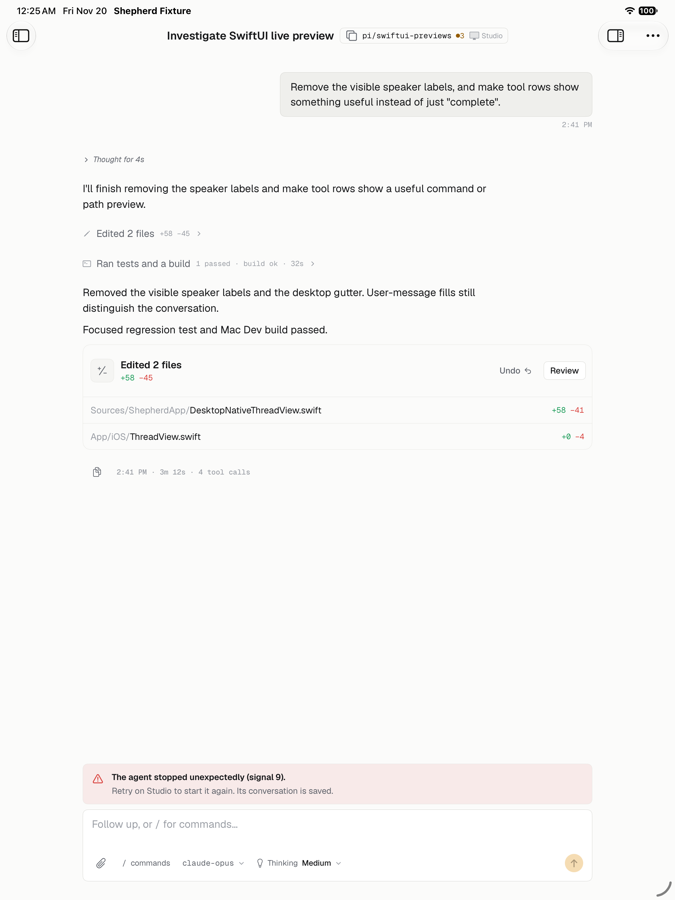 12:25 AM Fri Nov 20 Shepherd Fixture
100
Investigate SwiftUI live preview
pi/swiftui-previews
3
Studio
Remove the visible speaker labels, and make tool rows show
something useful instead of just "complete".
2:41 PM
Thought for 4s
I'll finish removing the speaker labels and make tool rows show a useful command or
path preview.
Edited 2 files +58 −45
Ran tests and a build 1 passed · build ok · 32s
Removed the visible speaker labels and the desktop gutter. User-message fills still
distinguish the conversation.
Focused regression test and Mac Dev build passed.
Edited 2 files
+58 −45
Undo
Review
Sources/ShepherdApp/DesktopNativeThreadView.swift +58 −41
App/iOS/ThreadView.swift +0 −4
2:41 PM · 3m 12s · 4 tool calls
The agent stopped unexpectedly (signal 9).
Retry on Studio to start it again. Its conversation is saved.
Follow up, or / for commands…
/ commands claude-opus Thinking Medium